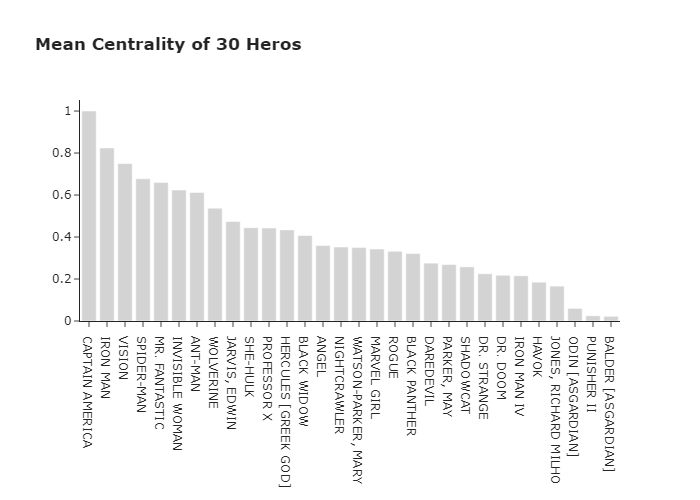 Mean Centrality of 30 Heros
1
0.8
0.6
0.4
0.2
0
CAPTAIN AMERICA
IRON MAN
VISION
SPIDER-MAN
MR. FANTASTIC
INVISIBLE WOMAN
ANT-MAN
WOLVERINE
JARVIS, EDWIN
SHE-HULK
PROFESSOR X
HERCULES [GREEK GOD]
BLACK WIDOW
ANGEL
NIGHTCRAWLER
WATSON-PARKER, MARY
MARVEL GIRL
ROGUE
BLACK PANTHER
DAREDEVIL
PARKER, MAY
SHADOWCAT
DR. STRANGE
DR. DOOM
IRON MAN IV
HAVOK
JONES, RICHARD MILHO
ODIN [ASGARDIAN]
PUNISHER II
BALDER [ASGARDIAN]